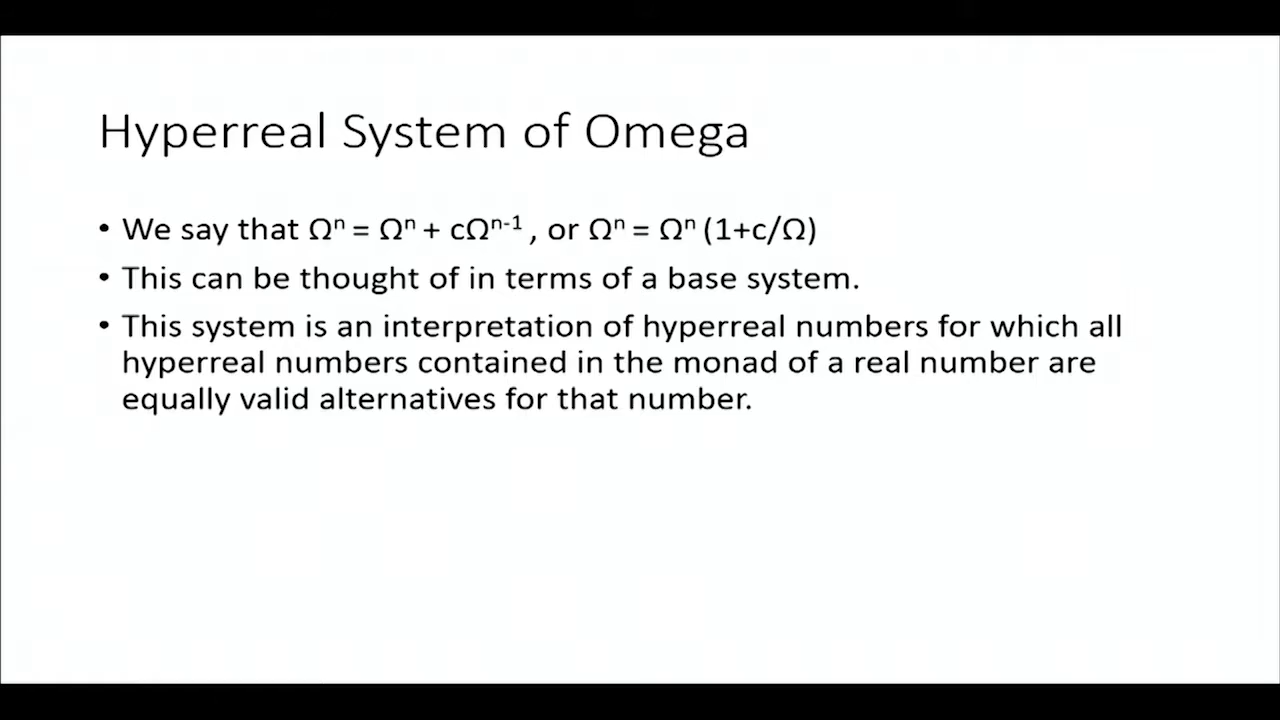 Hyperreal System of Omega
• We say that Ωⁿ = Ωⁿ + cΩⁿ⁻¹ , or Ωⁿ = Ωⁿ (1+c/Ω)
• This can be thought of in terms of a base system.
• This system is an interpretation of hyperreal numbers for which all
hyperreal numbers contained in the monad of a real number are
equally valid alternatives for that number.